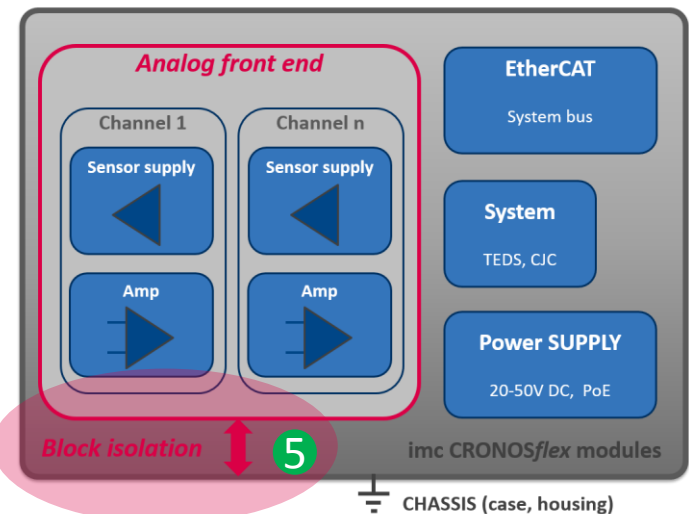 Analog front end
Channel 1
Sensor supply
Amp
Channel n
Sensor supply
Amp
EtherCAT
System bus
System
TEDS, CJC
Power SUPPLY
20-50V DC, PoE
Block isolation
5
imc CRONOSflex modules
CHASSIS (case, housing)